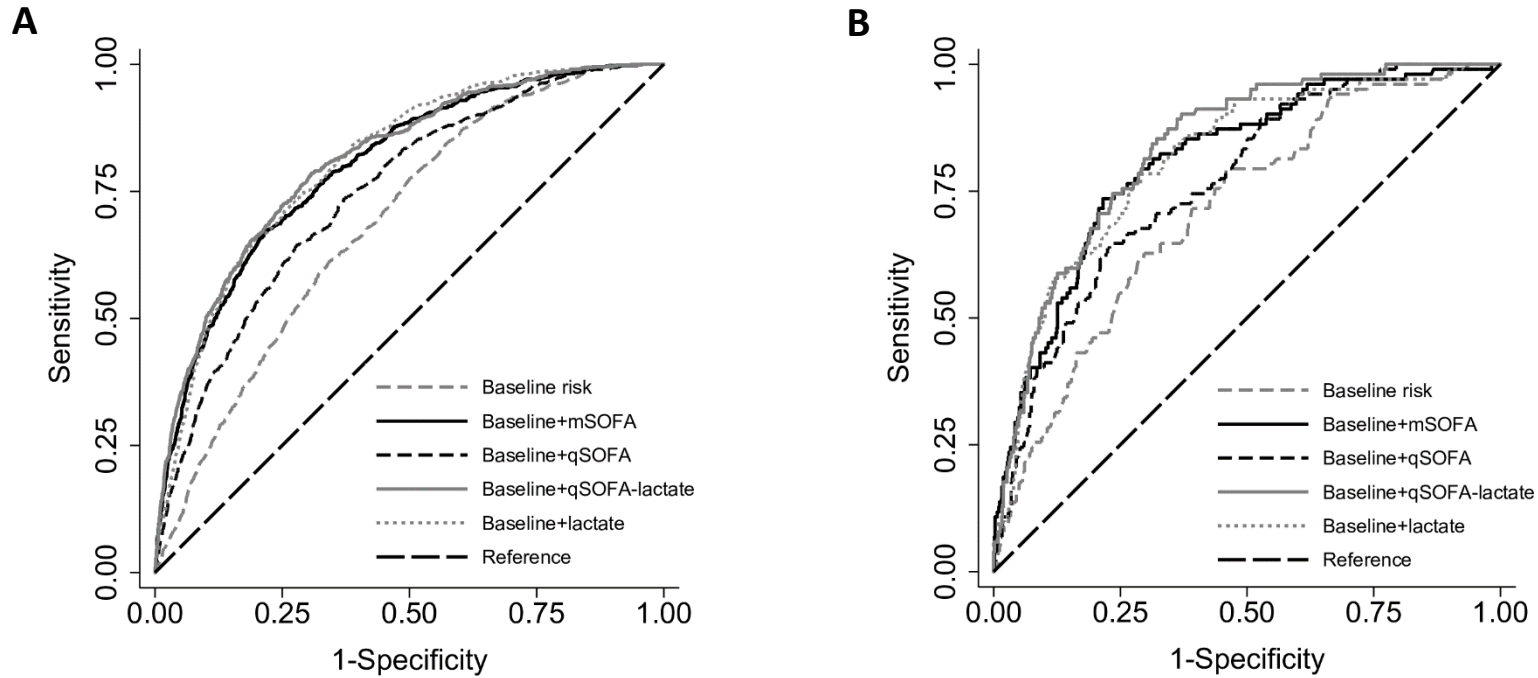 A
Sensitivity
1.00
0.75
0.50
0.25
0.00
Baseline risk
Baseline+mSOFA
Baseline+qSOFA
Baseline+qSOFA-lactate
Baseline+lactate
Reference
0.00 0.25 0.50 0.75 1.00
1-Specificity
B
Sensitivity
1.00
0.75
0.50
0.25
0.00
Baseline risk
Baseline+mSOFA
Baseline+qSOFA
Baseline+qSOFA-lactate
Baseline+lactate
Reference
0.00 0.25 0.50 0.75 1.00
1-Specificity